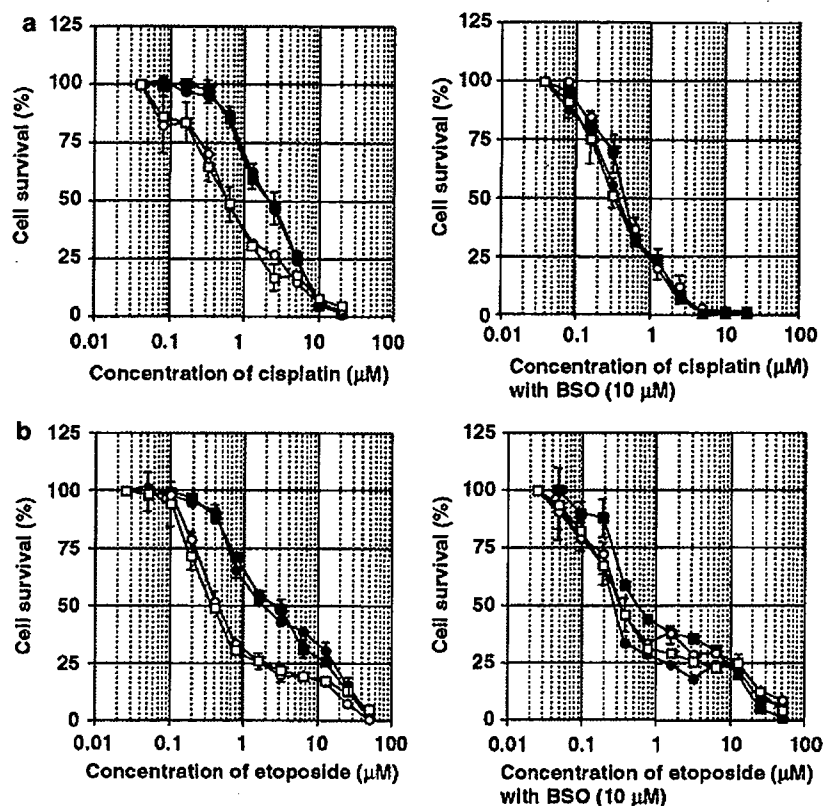 a
125
100
75
50
25
0
Cell survival (%)
0.01 0.1 1 10 100
Concentration of cisplatin (μM)
125
100
75
50
25
0
Cell survival (%)
0.01 0.1 1 10 100
Concentration of cisplatin (μM)
with BSO (10 μM)
b
125
100
75
50
25
0
Cell survival (%)
0.01 0.1 1 10 100
Concentration of etoposide (μM)
125
100
75
50
25
0
Cell survival (%)
0.01 0.1 1 10 100
Concentration of etoposide (μM)
with BSO (10 μM)